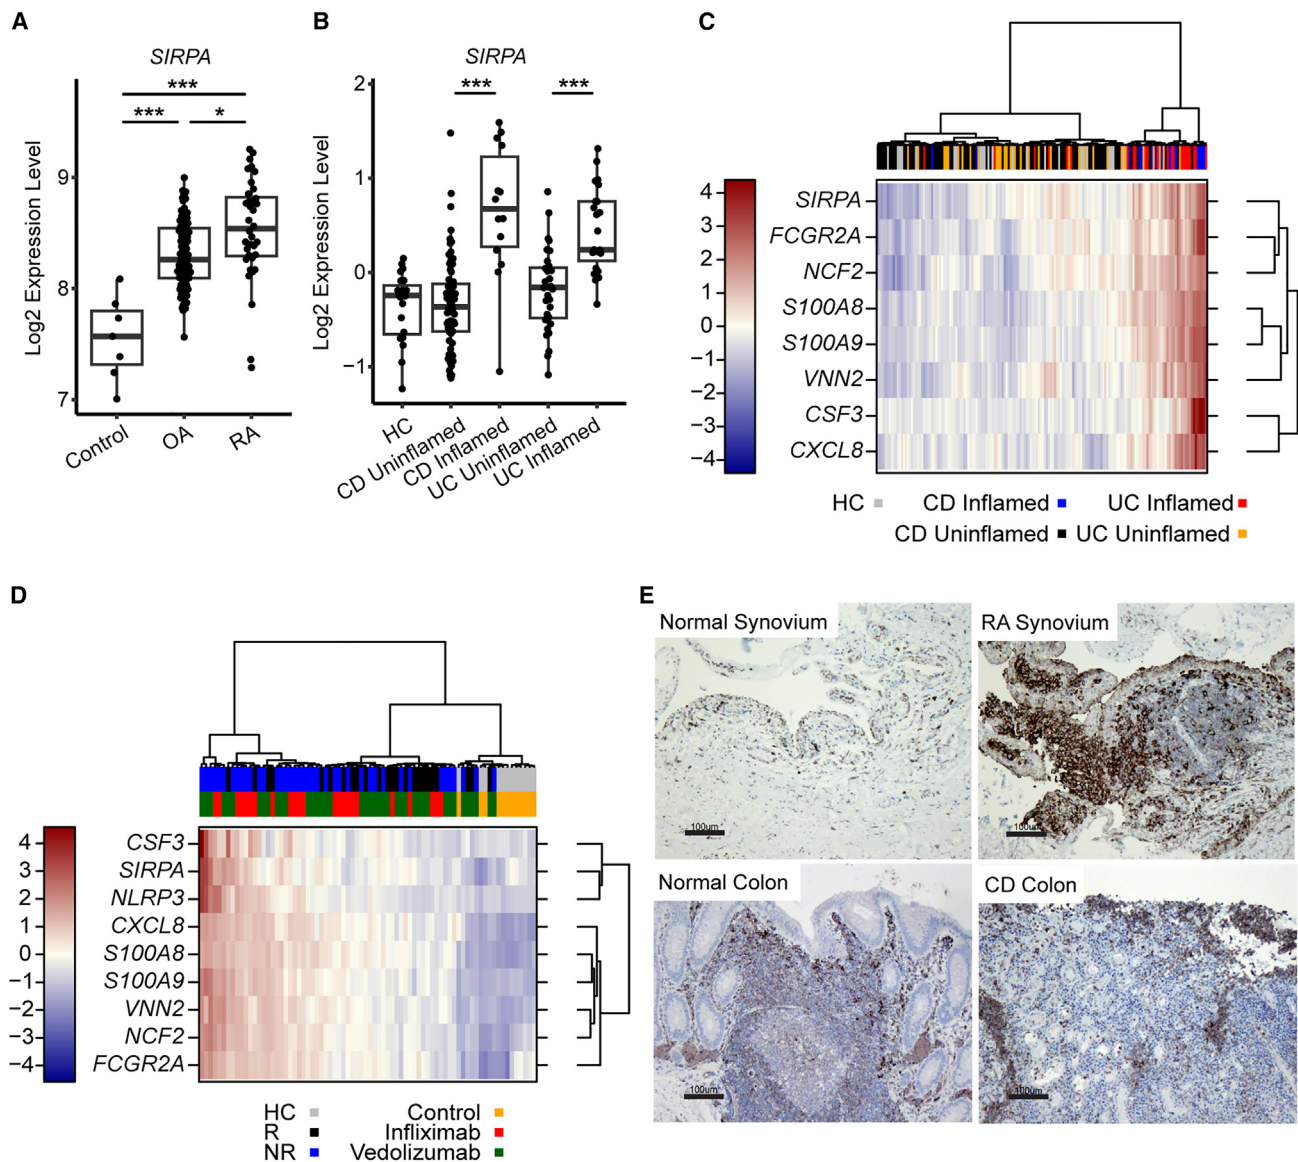 A
SIRPA
***
***
*
Log2 Expression Level
9
8
7
Control
OA
RA
B
SIRPA
***
***
Log2 Expression Level
2
1
0
−1
HC
CD Uninflamed
CD Inflamed
UC Uninflamed
UC Inflamed
C
4
3
2
1
0
−1
−2
−3
−4
SIRPA
FCGR2A
NCF2
S100A8
S100A9
VNN2
CSF3
CXCL8
HC
CD Inflamed
UC Inflamed
CD Uninflamed
UC Uninflamed
D
4
3
2
1
0
−1
−2
−3
−4
CSF3
SIRPA
NLRP3
CXCL8
S100A8
S100A9
VNN2
NCF2
FCGR2A
HC
R
NR
Control
Infliximab
Vedolizumab
E
Normal Synovium
100um
RA Synovium
100um
Normal Colon
100um
CD Colon
100um